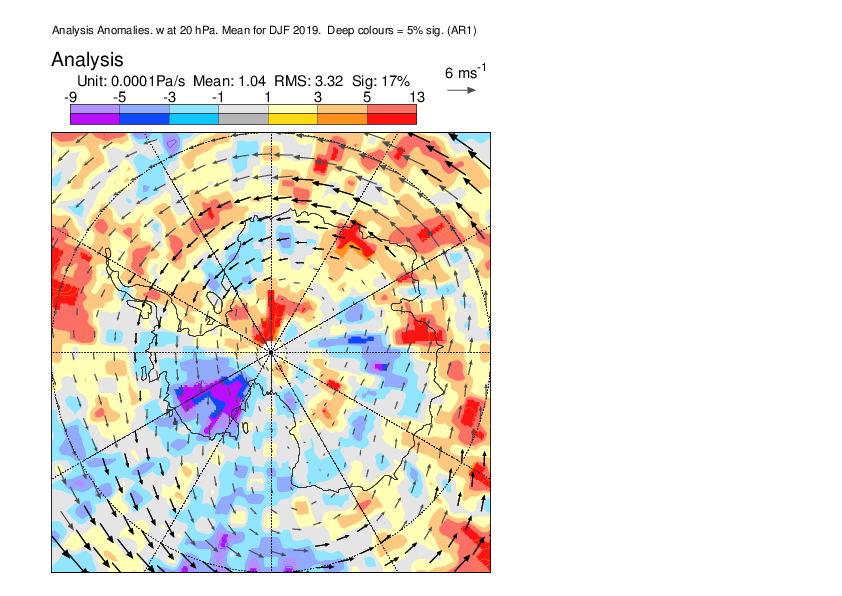 Analysis Anomalies. w at 20 hPa. Mean for DJF 2019. Deep colours = 5% sig. (AR1)
Analysis
Unit: 0.0001Pa/s Mean: 1.04 RMS: 3.32 Sig: 17%
6 ms-1
-9 -5 -3 -1 1 3 5 13